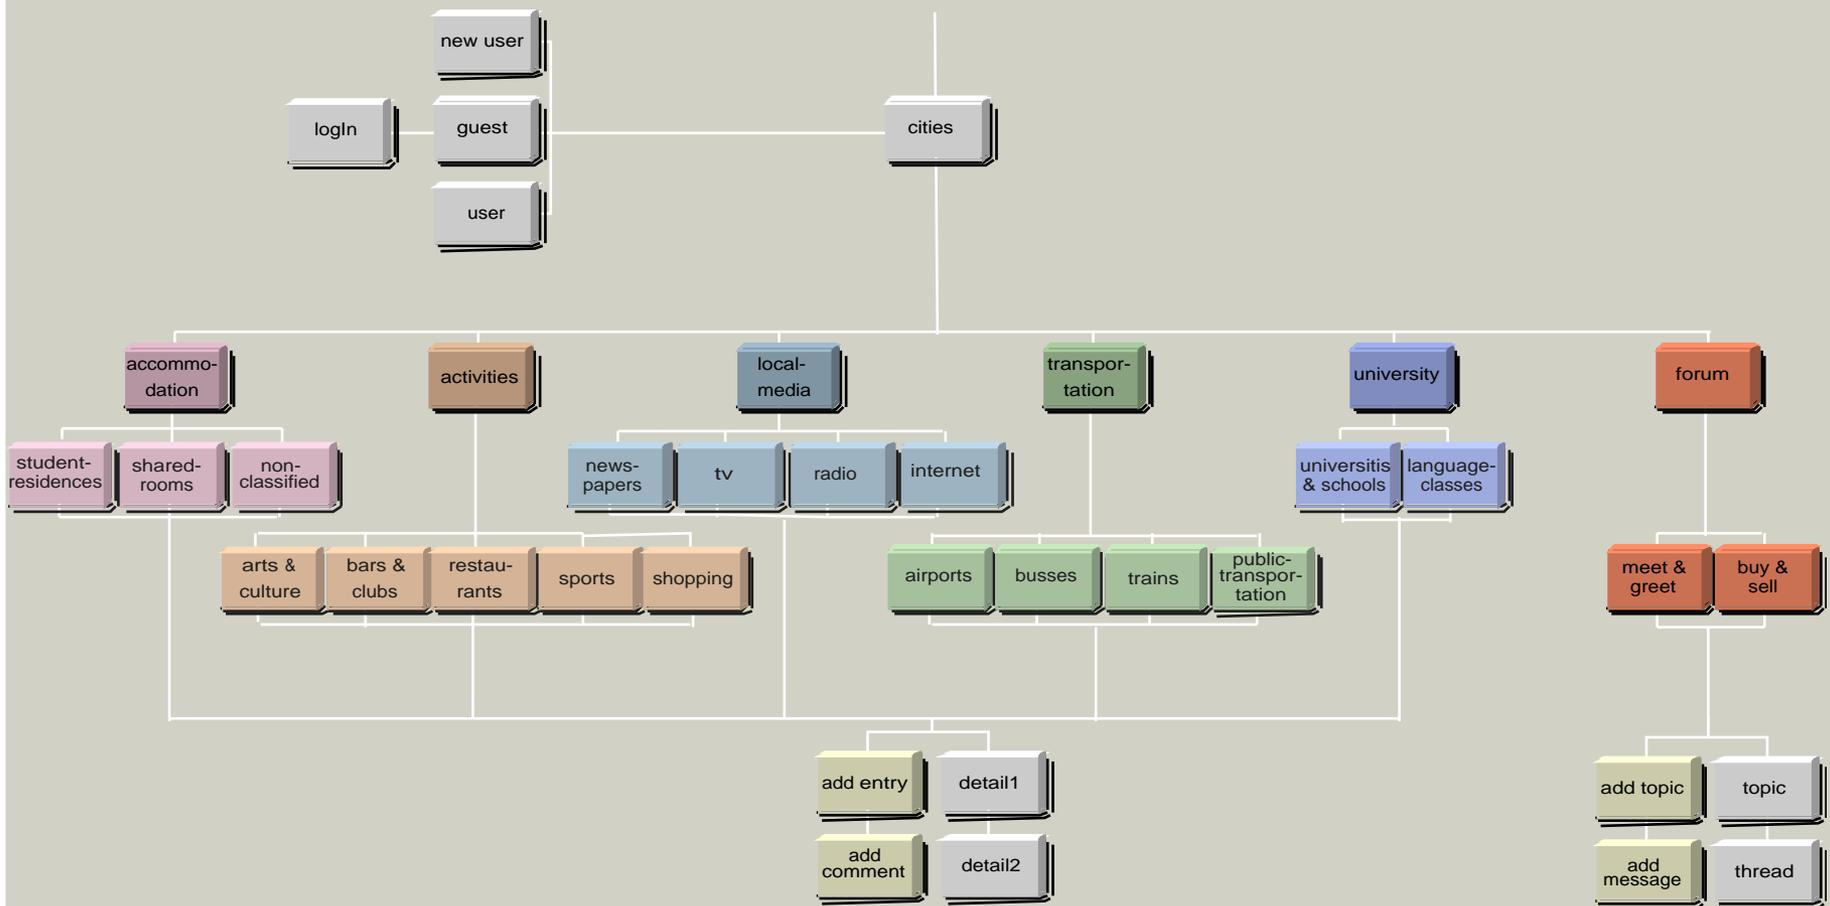 new user
logIn
guest
cities
user
accommo-
dation
activities
local-
media
transpor-
tation
university
forum
student-
residences
shared-
rooms
non-
classified
news-
papers
tv
radio
internet
universitis
& schools
language-
classes
arts &
culture
bars &
clubs
restau-
rants
sports
shopping
airports
busses
trains
public-
transpor-
tation
meet &
greet
buy &
sell
add entry
detail1
add topic
topic
add
comment
detail2
add
message
thread